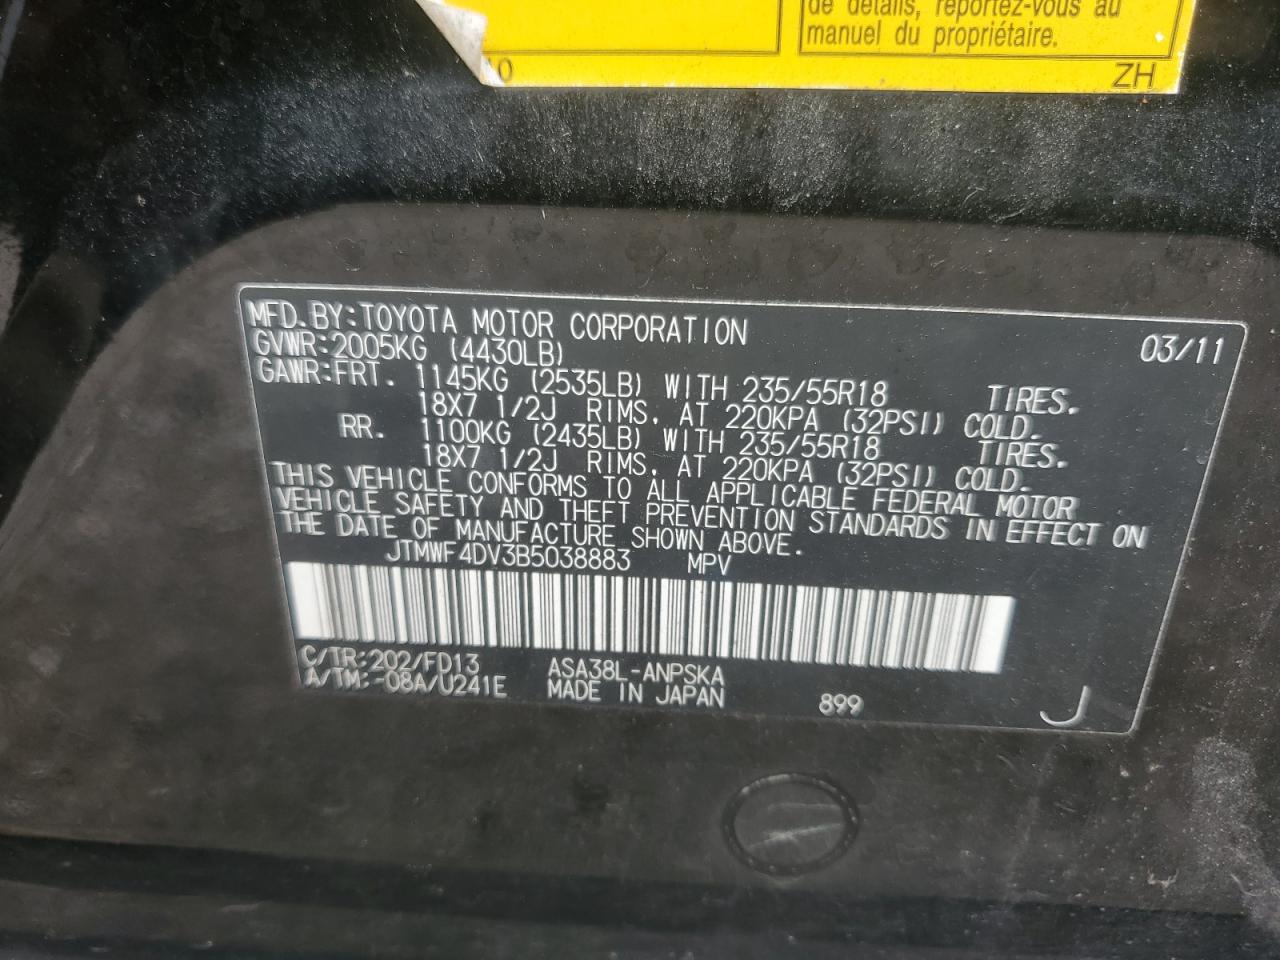 de détails, reportez-vous au
manuel du propriétaire.
ZH
MFD. BY:TOYOTA MOTOR CORPORATION 03/11
GVWR:2005KG (4430LB)
GAWR:FRT. 1145KG (2535LB) WITH 235/55R18 TIRES.
18X7 1/2J RIMS, AT 220KPA (32PSI) COLD.
RR. 1100KG (2435LB) WITH 235/55R18 TIRES.
18X7 1/2J RIMS, AT 220KPA (32PSI) COLD.
THIS VEHICLE CONFORMS TO ALL APPLICABLE FEDERAL MOTOR
VEHICLE SAFETY AND THEFT PREVENTION STANDARDS IN EFFECT ON
THE DATE OF MANUFACTURE SHOWN ABOVE.
JTMWF4DV3B5038883 MPV
C/TR:202/FD13 ASA38L-ANPSKA
A/TM:-08A/U241E MADE IN JAPAN 899 J